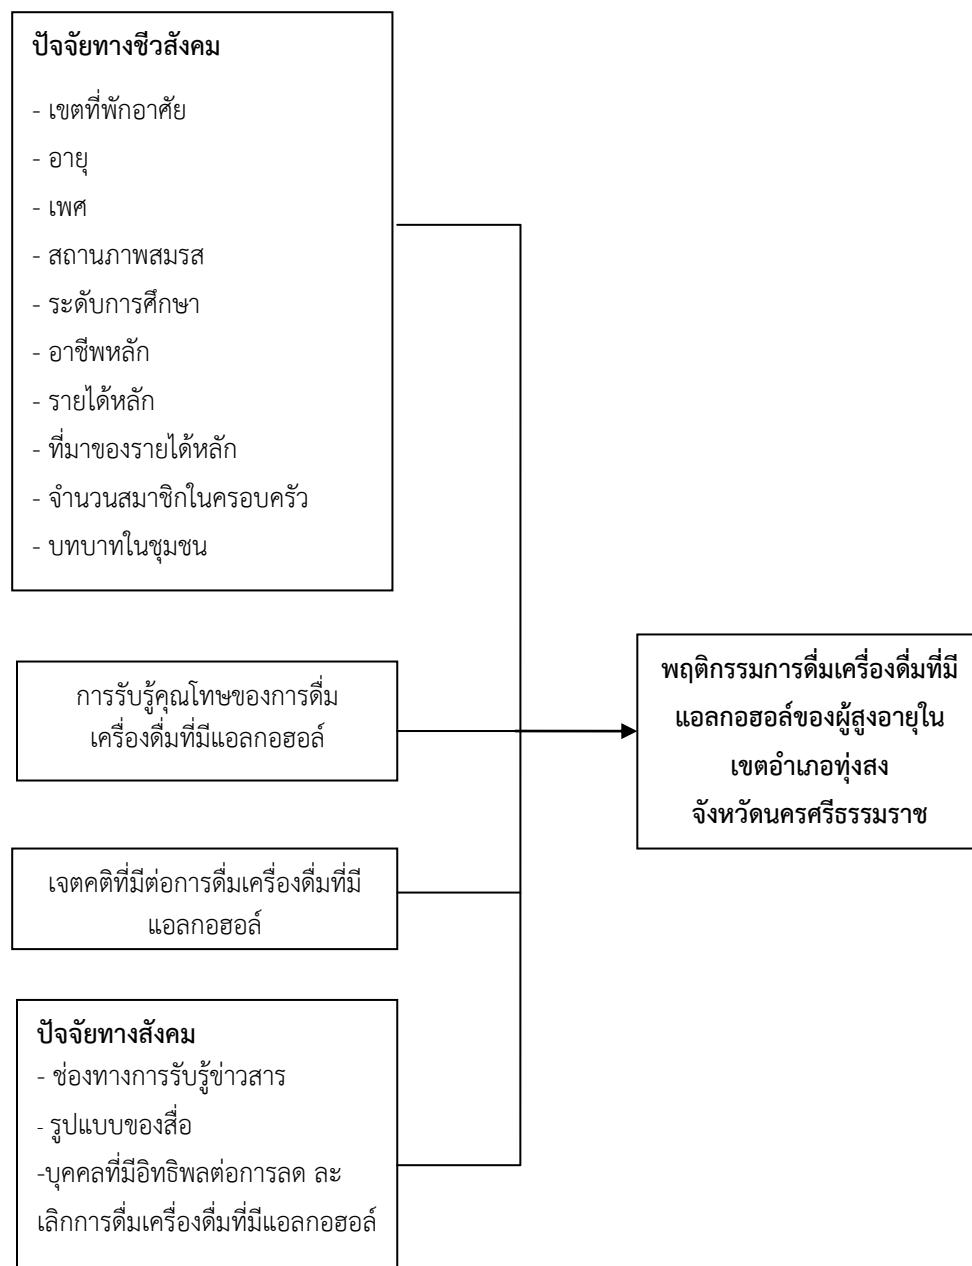 ปัจจัยทางชีวสังคม
- เขตที่พักอาศัย
- อายุ
- เพศ
- สถานภาพสมรส
- ระดับการศึกษา
- อาชีพหลัก
- รายได้หลัก
- ที่มาของรายได้หลัก
- จำนวนสมาชิกในครอบครัว
- บทบาทในชุมชน
การรับรู้คุณโทษของการดื่ม
เครื่องดื่มที่มีแอลกอฮอล์
เจตคติที่มีต่อการดื่มเครื่องดื่มที่มี
แอลกอฮอล์
ปัจจัยทางสังคม
- ช่องทางการรับรู้ข่าวสาร
- รูปแบบของสื่อ
-บุคคลที่มีอิทธิพลต่อการลด ละ
เลิกการดื่มเครื่องดื่มที่มีแอลกอฮอล์
พฤติกรรมการดื่มเครื่องดื่มที่มี
แอลกอฮอล์ของผู้สูงอายุใน
เขตอำเภอทุ่งสง
จังหวัดนครศรีธรรมราช